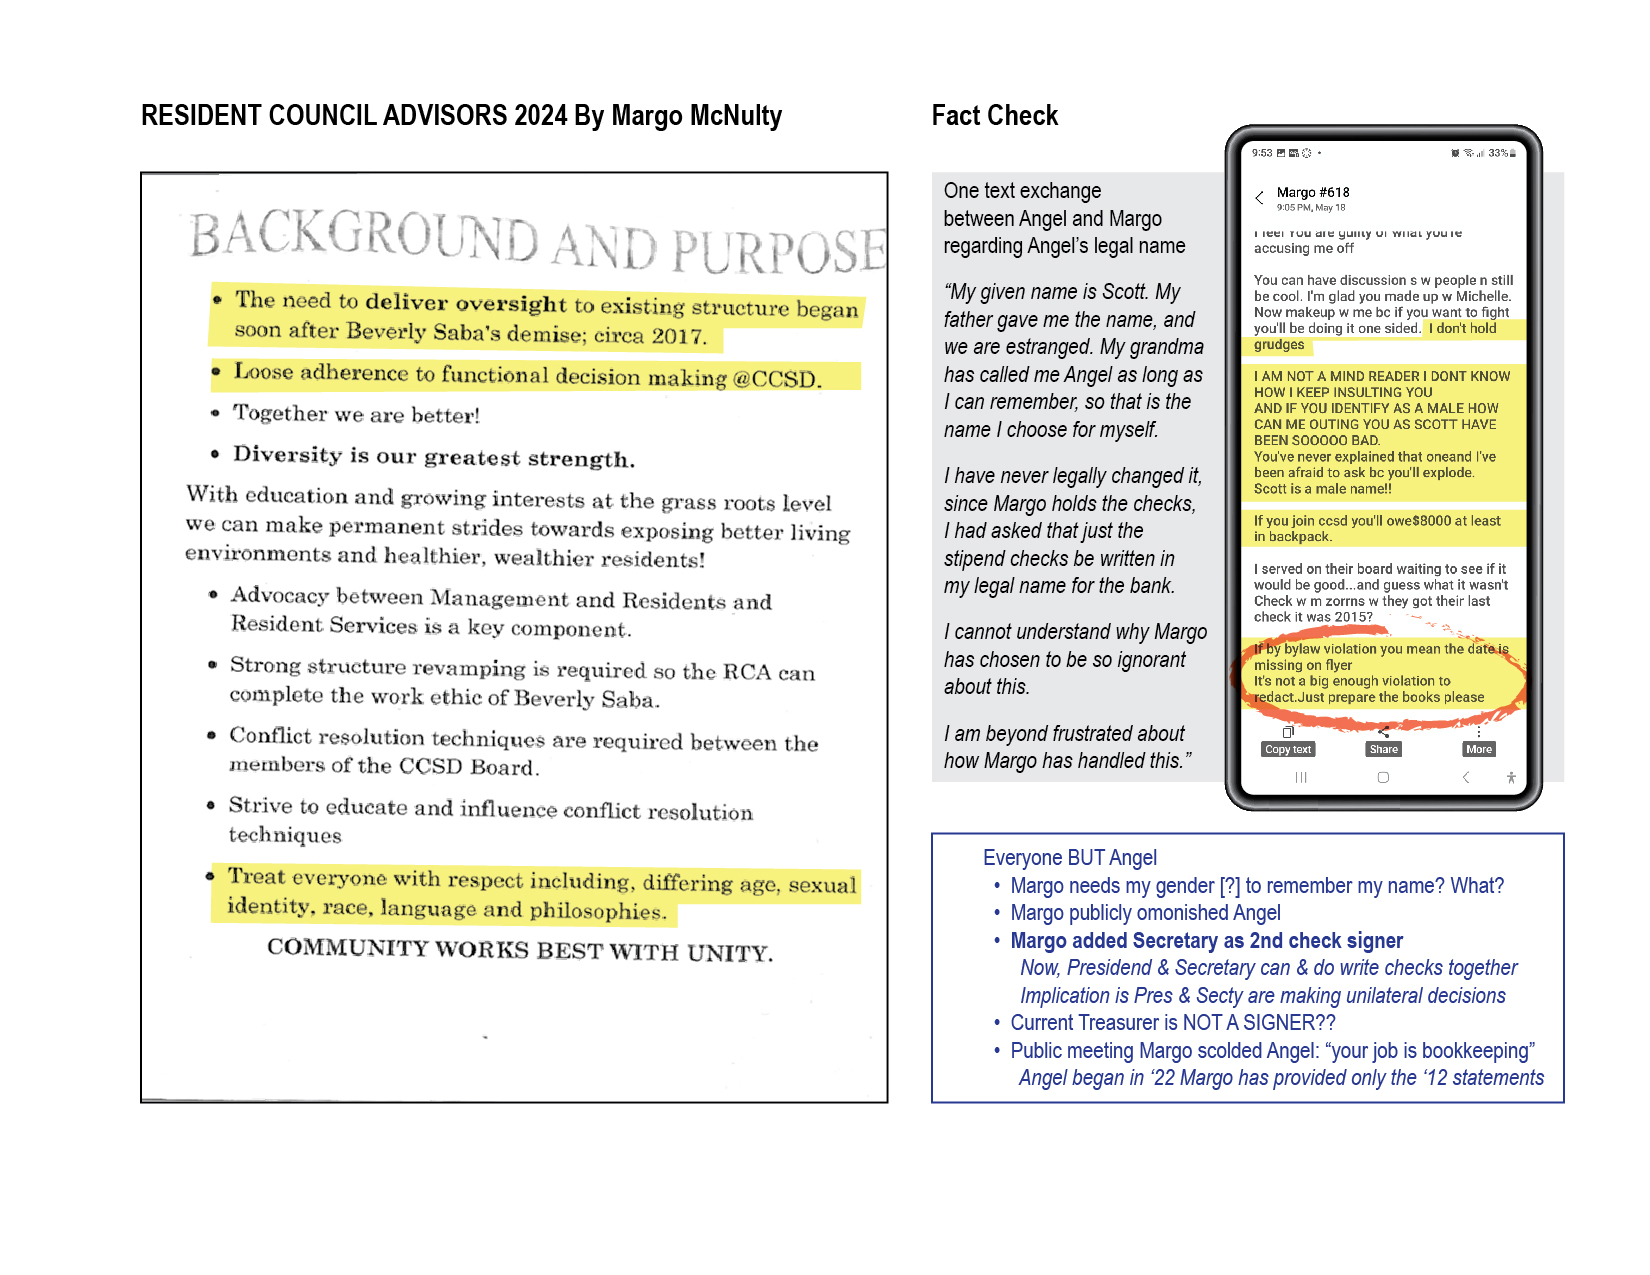 RESIDENT COUNCIL ADVISORS 2024 By Margo McNulty
BACKGROUND AND PURPOSE
• The need to deliver oversight to existing structure began
soon after Beverly Saba's demise; circa 2017.
• Loose adherence to functional decision making @CCSD.
• Together we are better!
• Diversity is our greatest strength.
With education and growing interests at the grass roots level
we can make permanent strides towards exposing better living
environments and healthier, wealthier residents!
• Advocacy between Management and Residents and
Resident Services is a key component.
• Strong structure revamping is required so the RCA can
complete the work ethic of Beverly Saba.
• Conflict resolution techniques are required between the
members of the CCSD Board.
• Strive to educate and influence conflict resolution
techniques
• Treat everyone with respect including, differing age, sexual
identity, race, language and philosophies.
COMMUNITY WORKS BEST WITH UNITY.
Fact Check
One text exchange
between Angel and Margo
regarding Angel's legal name
“My given name is Scott. My
father gave me the name, and
we are estranged. My grandma
has called me Angel as long as
I can remember, so that is the
name I choose for myself.
I have never legally changed it,
since Margo holds the checks,
I had asked that just the
stipend checks be written in
my legal name for the bank.
I cannot understand why Margo
has chosen to be so ignorant
about this.
I am beyond frustrated about
how Margo has handled this.”
9:53
33%
Margo #618
9:05 PM, May 18
I feel You are guilty of what you're
accusing me off
You can have discussion s w people n still
be cool. I'm glad you made up w Michelle.
Now makeup w me bc if you want to fight
you'll be doing it one sided. I don't hold
grudges
I AM NOT A MIND READER I DONT KNOW
HOW I KEEP INSULTING YOU
AND IF YOU IDENTIFY AS A MALE HOW
CAN ME OUTING YOU AS SCOTT HAVE
BEEN SOOOOO BAD.
You've never explained that oneand I've
been afraid to ask bc you'll explode.
Scott is a male name!!
If you join ccsd you'll owe$8000 at least
in backpack.
I served on their board waiting to see if it
would be good...and guess what it wasn't
Check w m zorrns w they got their last
check it was 2015?
If by bylaw violation you mean the date is
missing on flyer
It's not a big enough violation to
redact.Just prepare the books please
Copy text
Share
More
Everyone BUT Angel
• Margo needs my gender [?] to remember my name? What?
• Margo publicly omonished Angel
• Margo added Secretary as 2nd check signer
Now, Presidend & Secretary can & do write checks together
Implication is Pres & Secty are making unilateral decisions
• Current Treasurer is NOT A SIGNER??
• Public meeting Margo scolded Angel: “your job is bookkeeping”
Angel began in ‘22 Margo has provided only the ‘12 statements